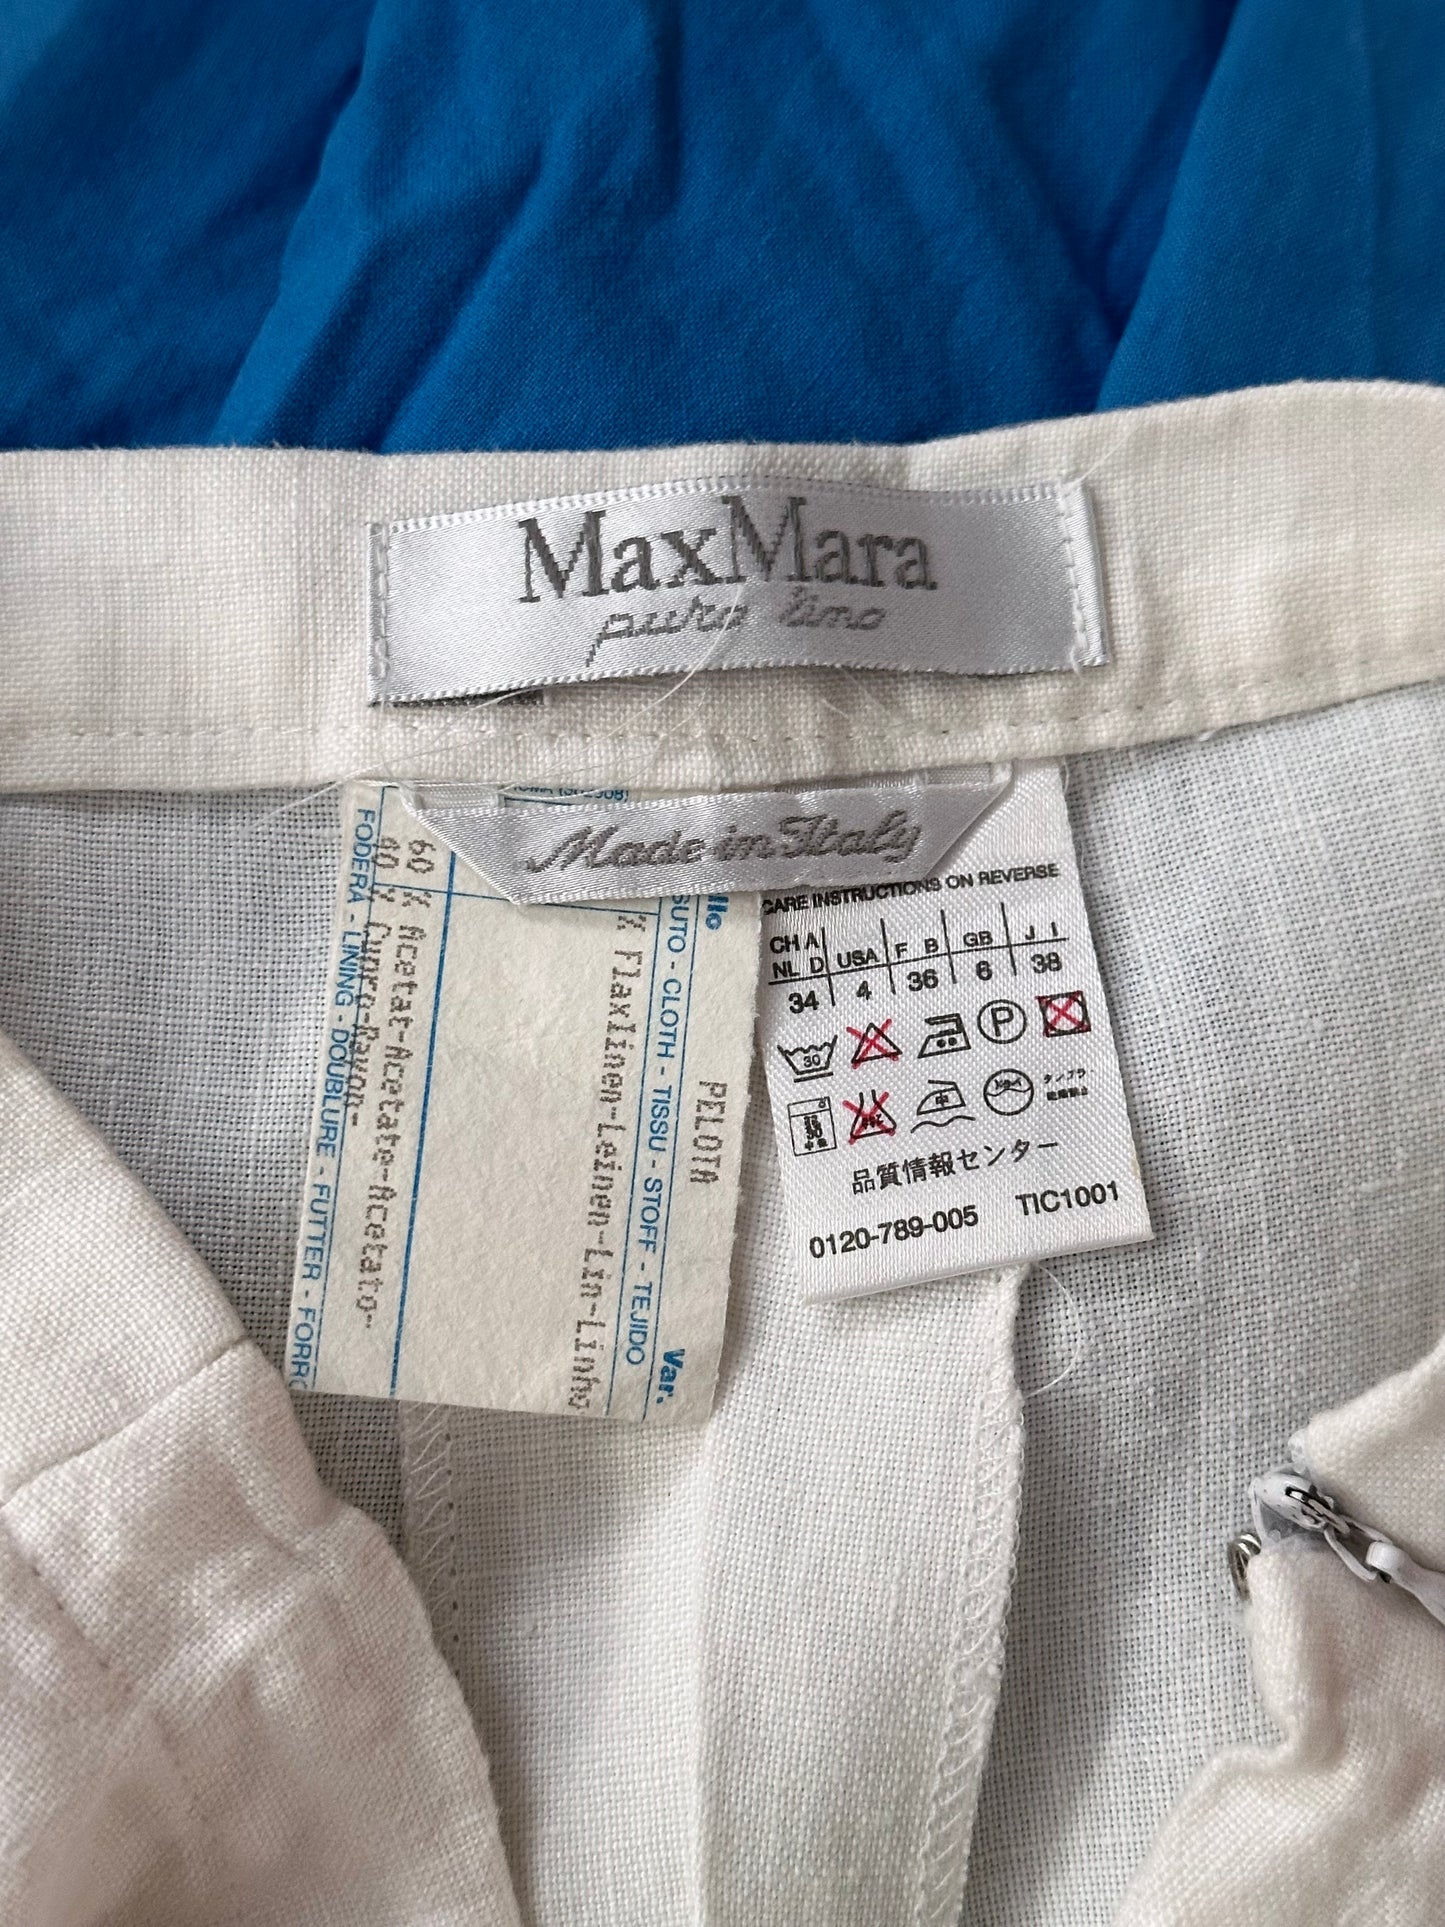 MaxMara
puro lino
Made in Italy
PELOTA
Var.
SUTO - CLOTH - TISSU - STOFF - TEJIDO
% Flaxlinen-Leinen-Lin-Linho
60 % Acetat-Acetate-Acetato-
40 % Cupro-Rayon-
FODERA - LINING - DOUBLURE - FUTTER - FORRO
CARE INSTRUCTIONS ON REVERSE
CH A USA F B GB J I
NL D
34 4 36 6 38
30
P
中
品質情報センター
0120-789-005 TIC1001